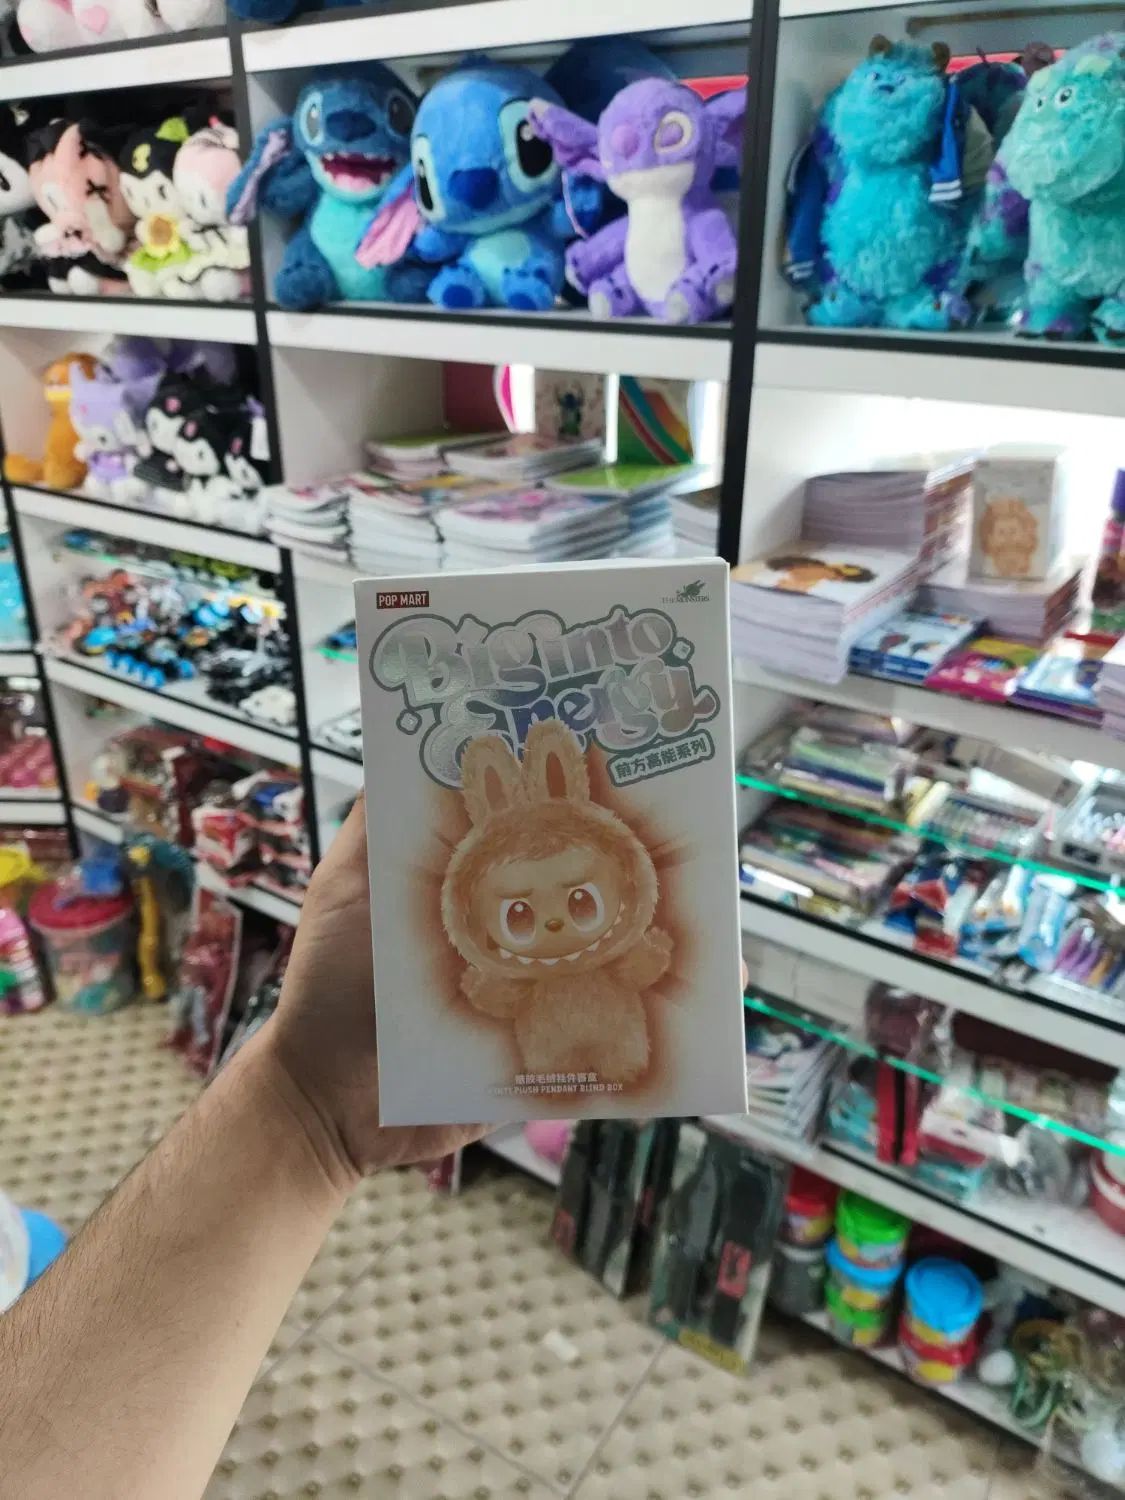 POP MART
THE MONSTERS
Big into
Energy
前方高能系列
搪胶毛绒挂件盲盒
PLUSH PENDANT BLIND BOX